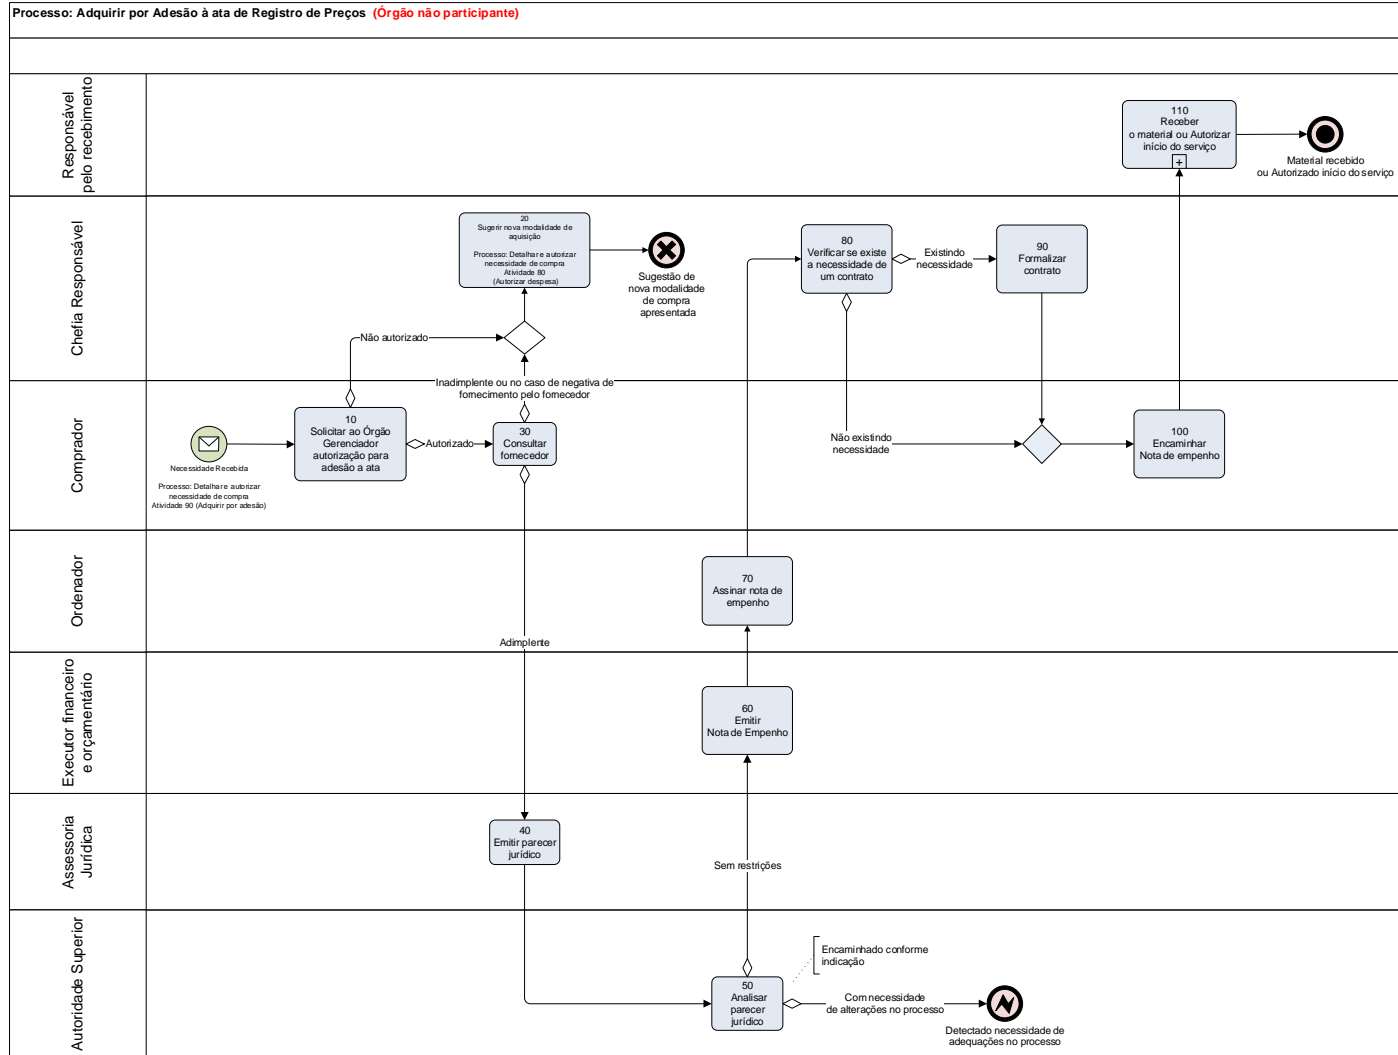 Processo: Adquirir por Adesão à ata de Registro de Preços (Órgão não participante)
Responsável
pelo recebimento
110
Receber
o material ou Autorizar
início do serviço
Material recebido
ou Autorizado início do serviço
Chefia Responsável
20
Sugerir nova modalidade de
aquisição
Processo: Detalhar e autorizar
necessidade de compra
Atividade 80
(Autorizar despesa)
Sugestão de
nova modalidade
de compra
apresentada
Não autorizado
80
Verificar se existe
a necessidade de
um contrato
Existindo
necessidade
90
Formalizar
contrato
Inadimplente ou no caso de negativa de
fornecimento pelo fornecedor
Comprador
Necessidade Recebida
Processo: Detalhar e autorizar
necessidade de compra
Atividade 90 (Adquirir por adesão)
10
Solicitar ao Órgão
Gerenciador
autorização para
adesão a ata
Autorizado
30
Consultar
fornecedor
Não existindo
necessidade
100
Encaminhar
Nota de empenho
Ordenador
70
Assinar nota de
empenho
Adimplente
Executor financeiro
e orçamentário
60
Emitir
Nota de Empenho
Assessoria
Jurídica
40
Emitir parecer
jurídico
Sem restrições
Autoridade Superior
50
Analisar
parecer
jurídico
Encaminhado conforme
indicação
Com necessidade
de alterações no processo
Detectado necessidade de
adequações no processo